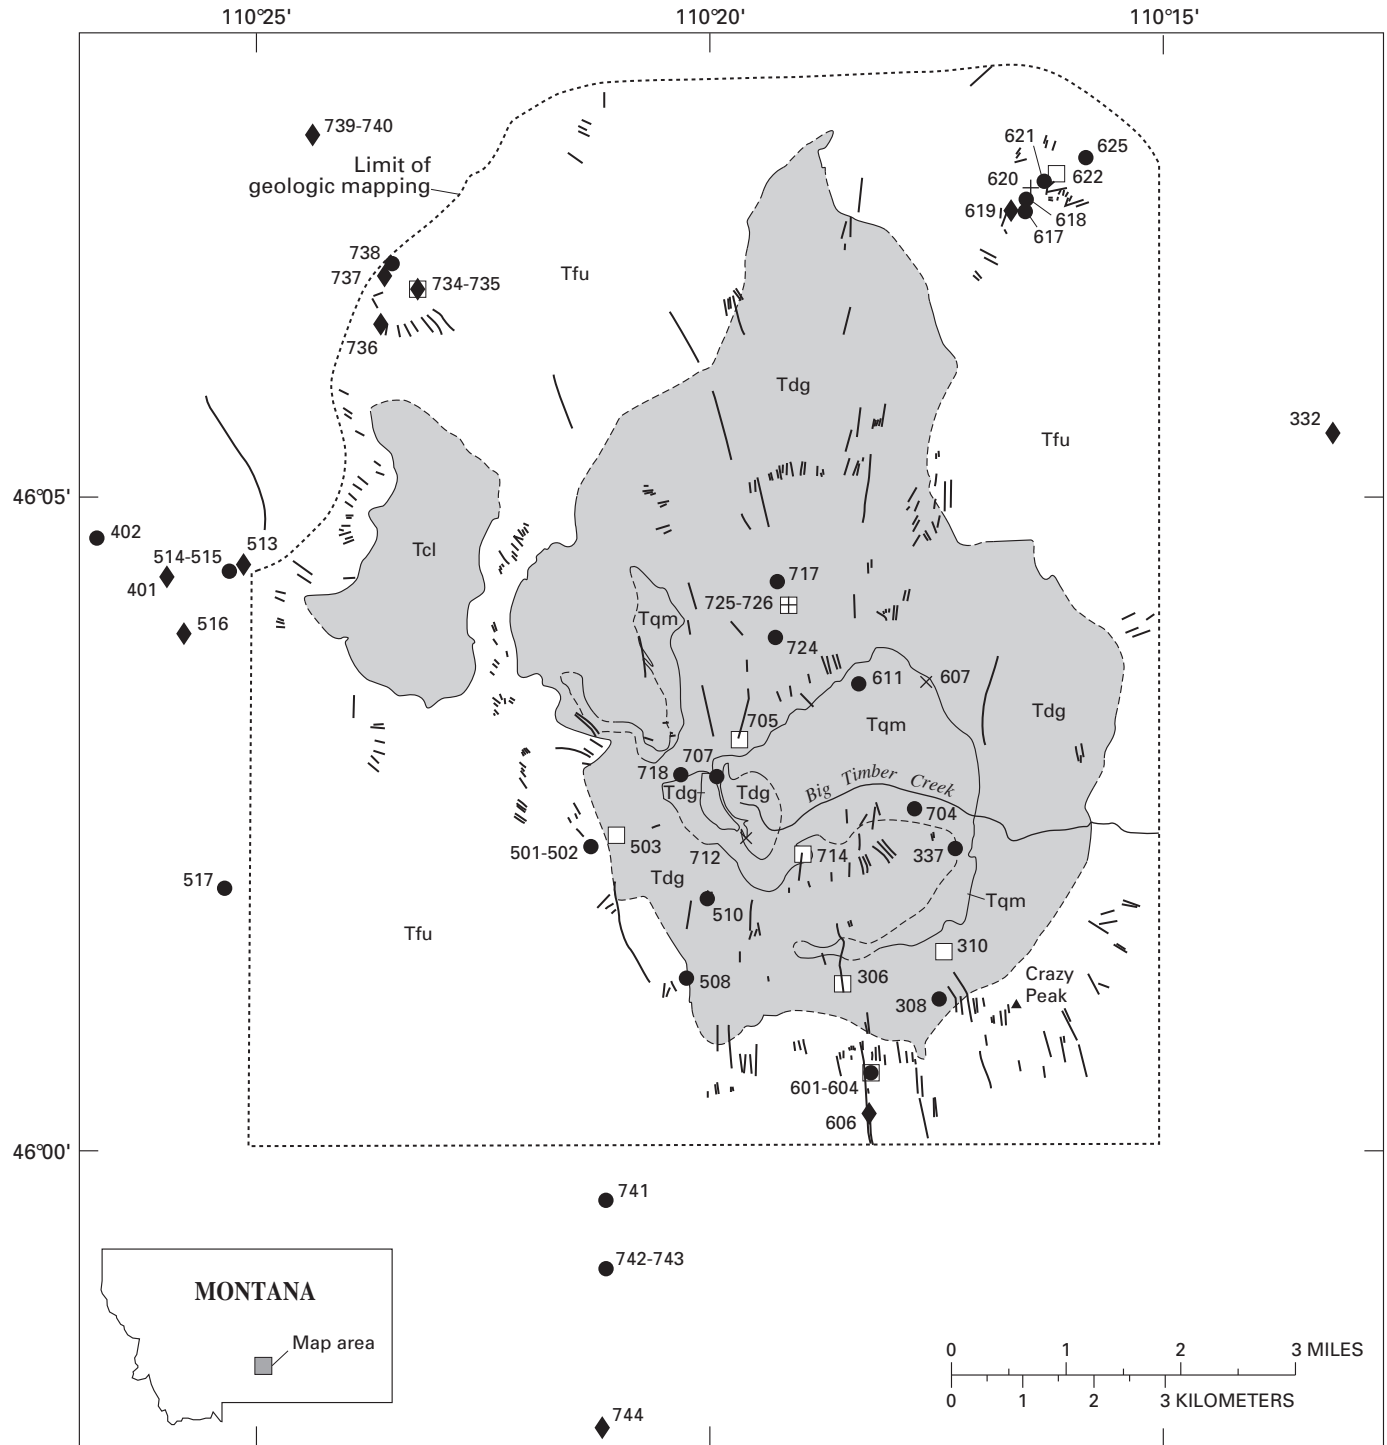 110°25'
110°20'
110°15'
739-740
Limit of
geologic mapping
621
625
620
622
619
618
617
738
737
734-735
736
Tfu
Tdg
Tfu
332
46°05'
402
513
514-515
401
516
Tcl
717
725-726
Tqm
724
611
607
705
Tqm
Tdg
707
718
Tdg
Tdg
Big Timber Creek
704
501-502
503
712
714
337
517
Tdg
510
Tqm
Tfu
508
306
310
308
Crazy
Peak
601-604
606
46°00'
741
742-743
744
MONTANA
Map area
0 1 2 3 MILES
0 1 2 3 KILOMETERS